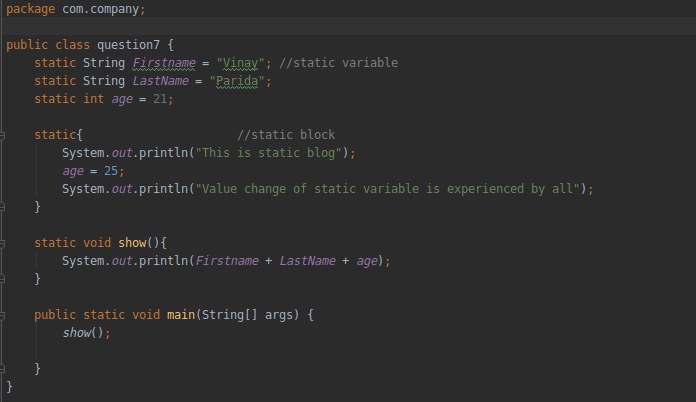 package com.company;
public class question7 {
    static String Firstname = "Vinay"; //static variable
    static String LastName = "Parida";
    static int age = 21;
    static{                      //static block
        System.out.println("This is static blog");
        age = 25;
        System.out.println("Value change of static variable is experienced by all");
    }
    static void show(){
        System.out.println(Firstname + LastName + age);
    }
    public static void main(String[] args) {
        show();
    }
}